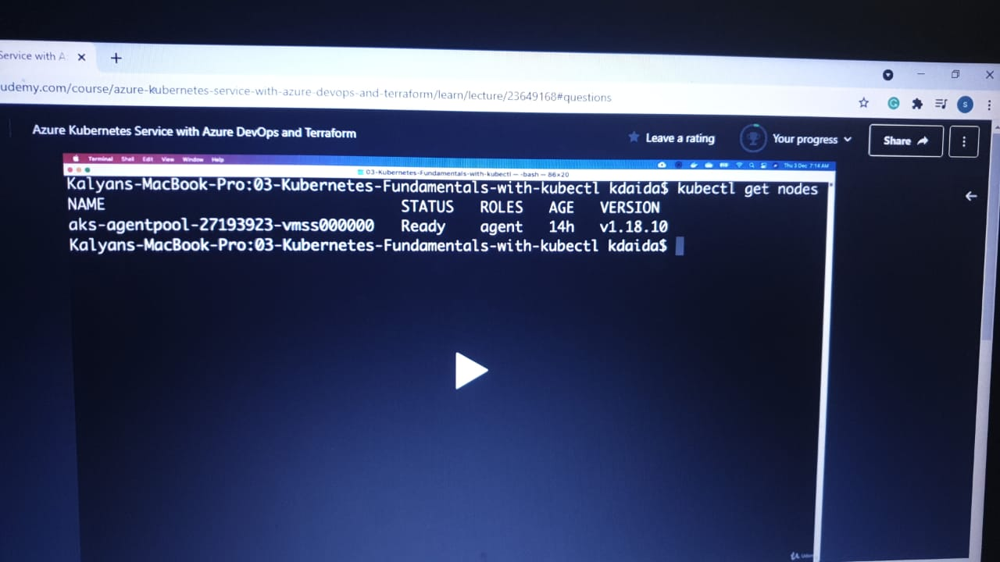 Service with A
udemy.com/course/azure-kubernetes-service-with-azure-devops-and-terraform/learn/lecture/23649168#questions
S
Azure Kubernetes Service with Azure DevOps and Terraform
Leave a rating
Your progress
Share
Terminal Shell Edit View Window Help
Thu 3 Dec 7:14 AM
03-Kubernetes-Fundamentals-with-kubectl — -bash — 86×20
Kalyans-MacBook-Pro:03-Kubernetes-Fundamentals-with-kubectl kdaida$ kubectl get nodes
NAME STATUS ROLES AGE VERSION
aks-agentpool-27193923-vmss000000 Ready agent 14h v1.18.10
Kalyans-MacBook-Pro:03-Kubernetes-Fundamentals-with-kubectl kdaida$